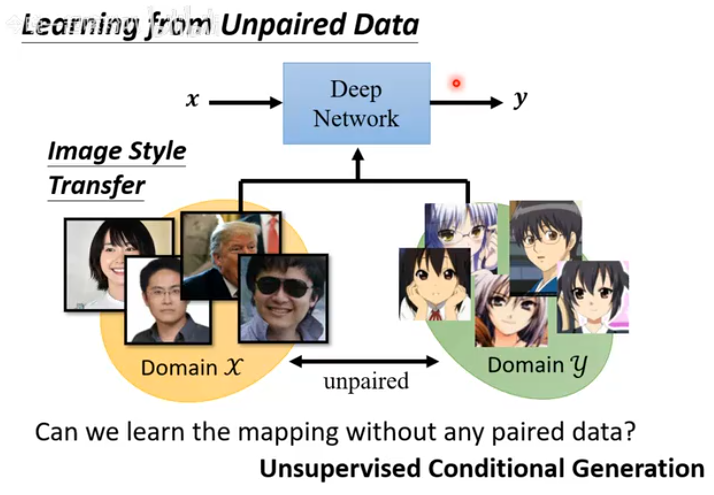 Learning from Unpaired Data
x
Deep
Network
y
Image Style
Transfer
Domain 𝒳
unpaired
Domain 𝒴
Can we learn the mapping without any paired data?
Unsupervised Conditional Generation